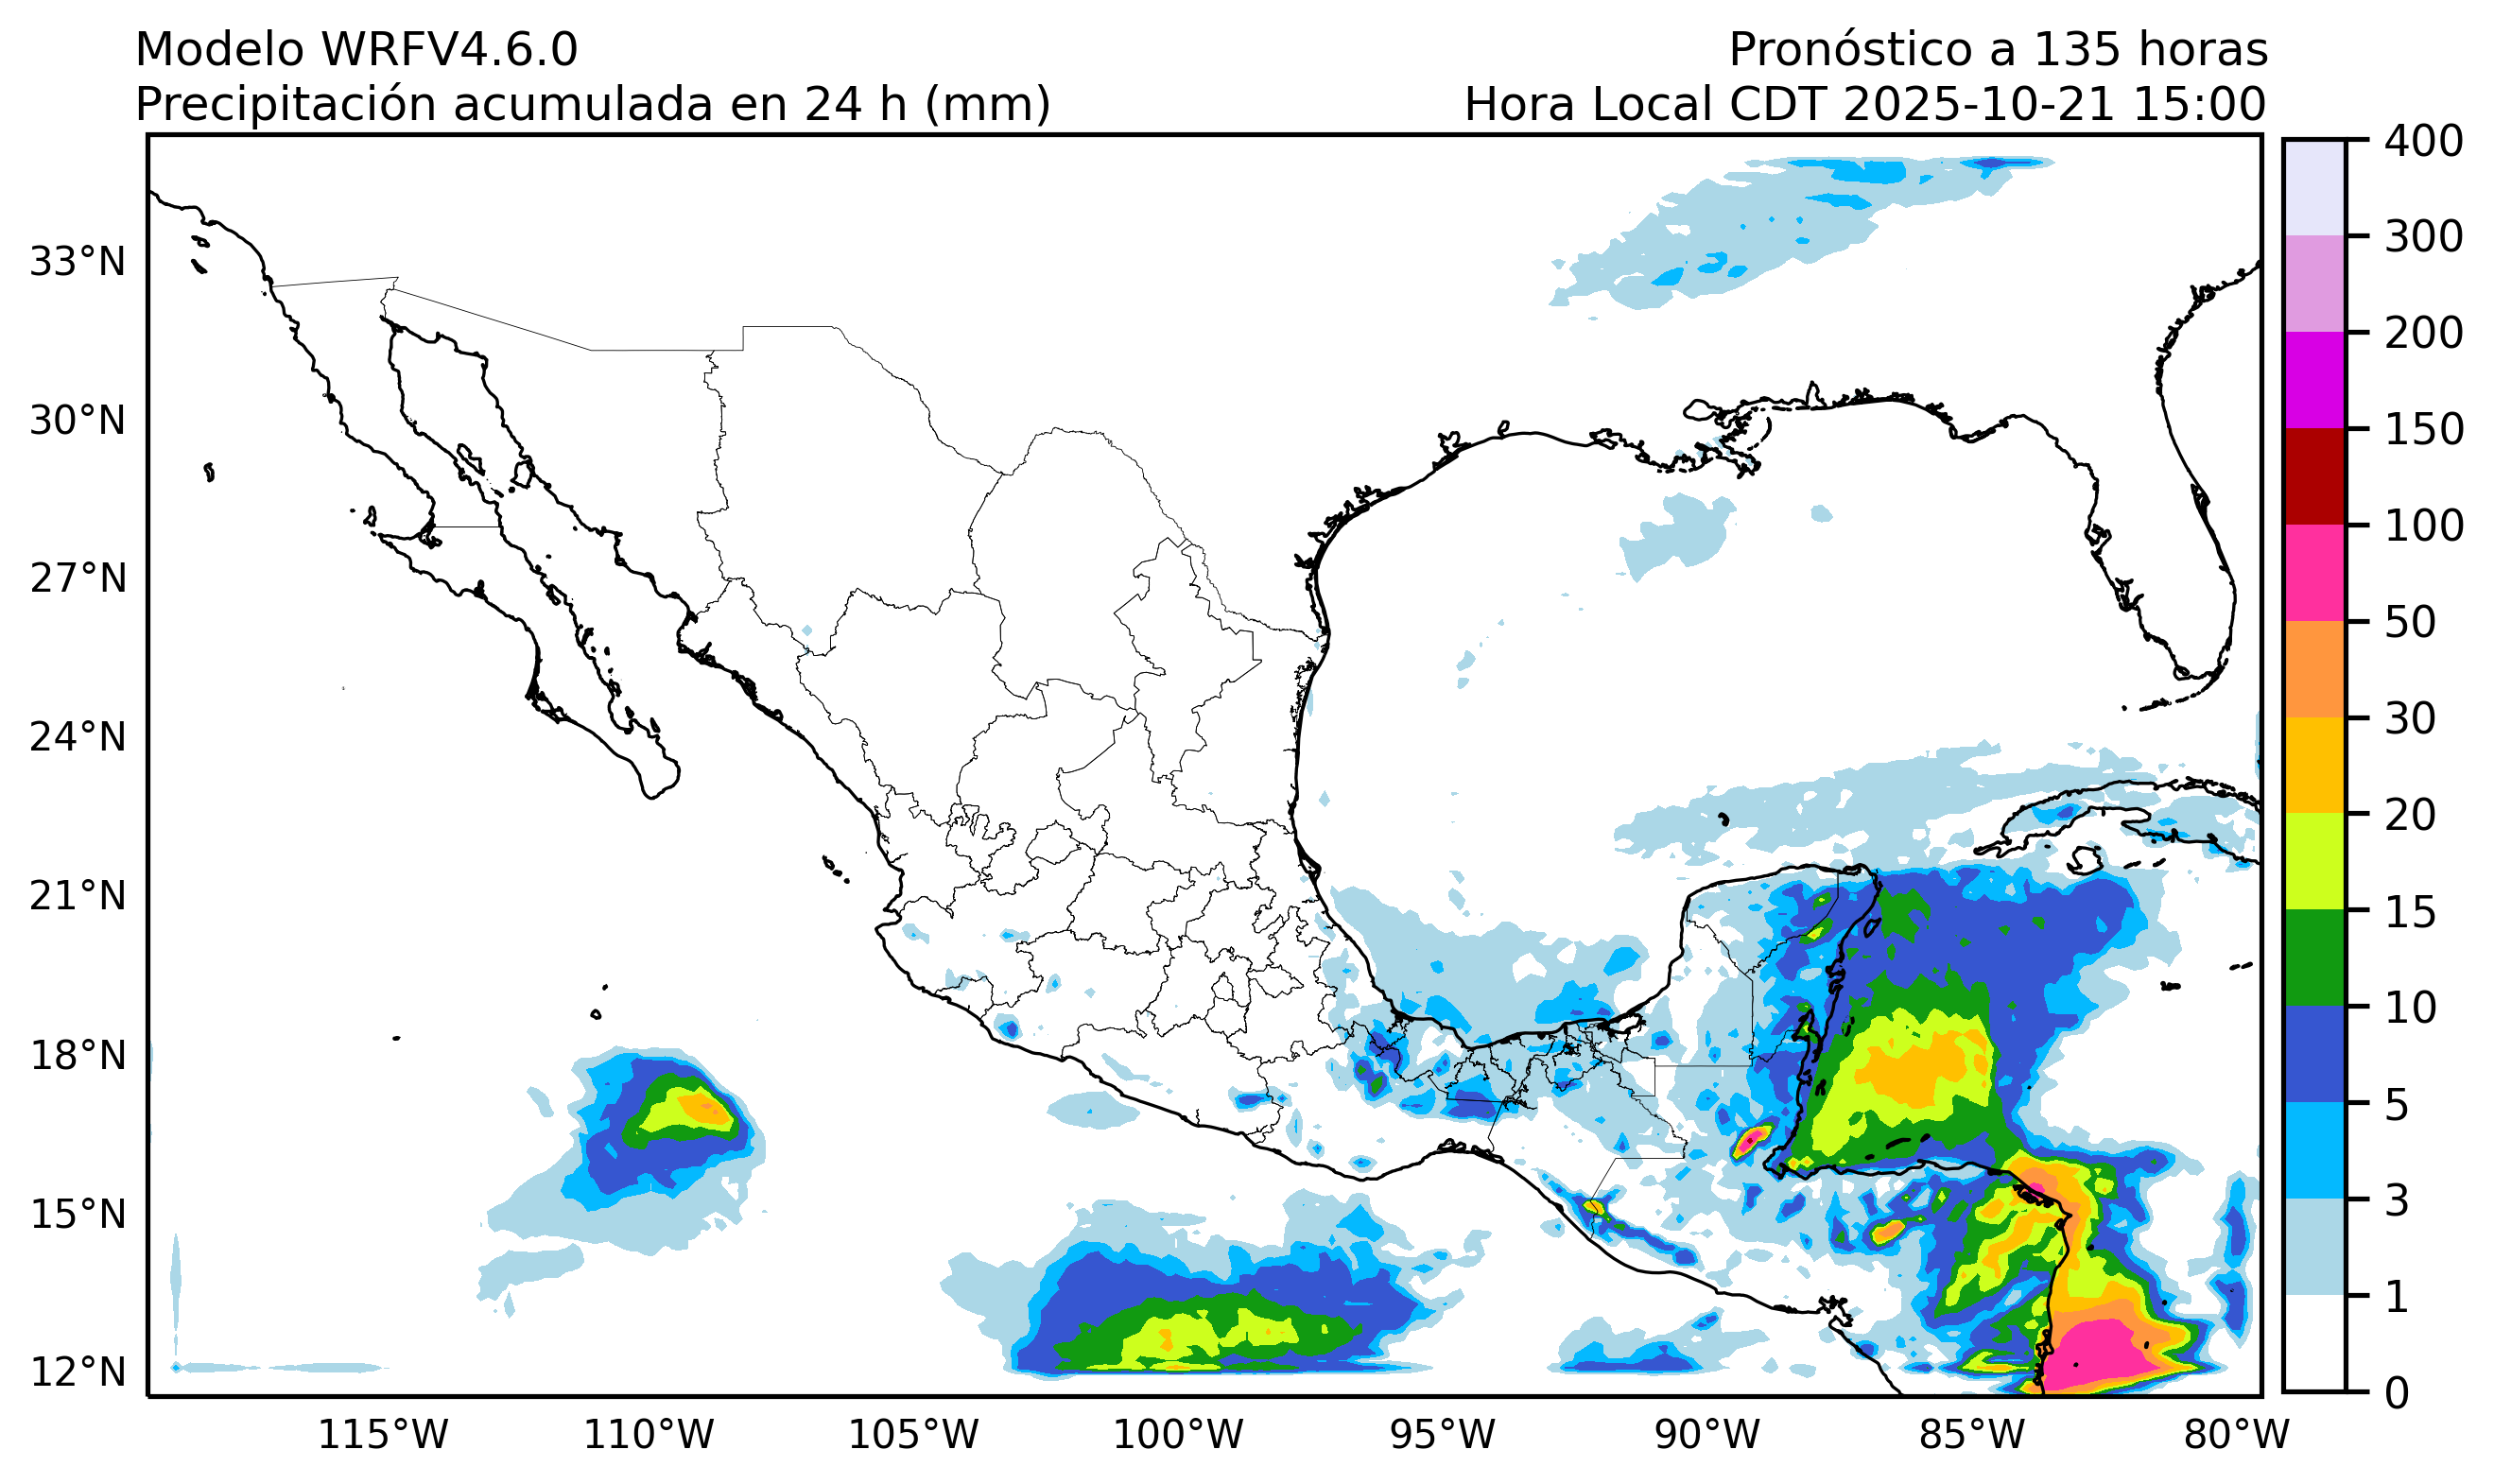 Modelo WRFV4.6.0
Pronóstico a 135 horas
Precipitación acumulada en 24 h (mm)
Hora Local CDT 2025-10-21 15:00
33°N
30°N
27°N
24°N
21°N
18°N
15°N
12°N
115°W
110°W
105°W
100°W
95°W
90°W
85°W
80°W
400
300
200
150
100
50
30
20
15
10
5
3
1
0